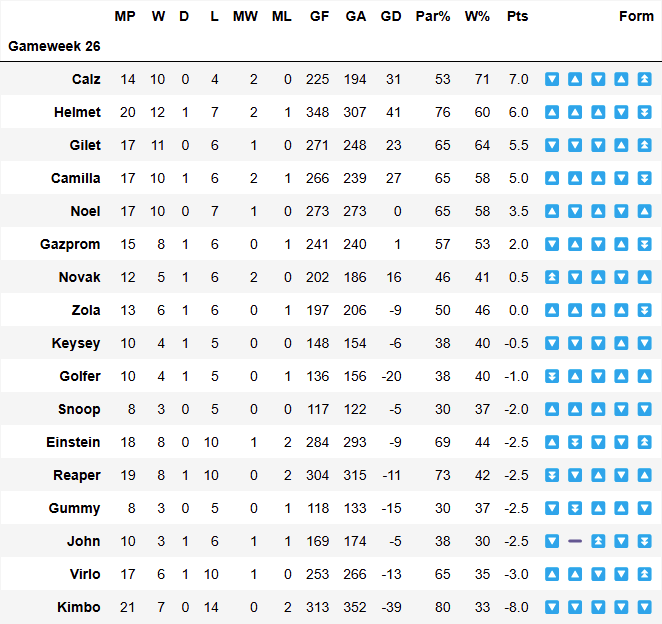 MP W D L MW ML GF GA GD Par% W% Pts Form
Gameweek 26
Calz 14 10 0 4 2 0 225 194 31 53 71 7.0 🔽 🔼 🔽 🔼 ⏫
Helmet 20 12 1 7 2 1 348 307 41 76 60 6.0 🔼 🔼 🔼 🔽 ⏬
Gilet 17 11 0 6 1 0 271 248 23 65 64 5.5 🔽 🔽 🔽 🔼 ⏫
Camilla 17 10 1 6 2 1 266 239 27 65 58 5.0 🔼 🔼 🔼 🔽 ⏬
Noel 17 10 0 7 1 0 273 273 0 65 58 3.5 🔼 🔽 🔼 🔽 🔼
Gazprom 15 8 1 6 0 1 241 240 1 57 53 2.0 🔽 🔼 🔽 🔼 ⏬
Novak 12 5 1 6 2 0 202 186 16 46 41 0.5 ⏫ 🔽 🔼 🔽 🔼
Zola 13 6 1 6 0 1 197 206 -9 50 46 0.0 🔼 🔼 🔼 🔼 ⏬
Keysey 10 4 1 5 0 0 148 154 -6 38 40 -0.5 🔽 🔽 🔽 🔼 🔽
Golfer 10 4 1 5 0 1 136 156 -20 38 40 -1.0 ⏬ 🔼 🔽 🔼 🔼
Snoop 8 3 0 5 0 0 117 122 -5 30 37 -2.0 🔼 🔼 🔼 🔽 🔽
Einstein 18 8 0 10 1 2 284 293 -9 69 44 -2.5 🔼 ⏬ 🔽 🔽 ⏫
Reaper 19 8 1 10 0 2 304 315 -11 73 42 -2.5 ⏬ 🔽 🔼 🔽 🔼
Gummy 8 3 0 5 0 1 118 133 -15 30 37 -2.5 🔽 ⏬ 🔼 🔼 🔽
John 10 3 1 6 1 1 169 174 -5 38 30 -2.5 🔽 ➖ ⏫ 🔽 ⏬
Virlo 17 6 1 10 1 0 253 266 -13 65 35 -3.0 🔼 🔼 🔽 🔽 ⏫
Kimbo 21 7 0 14 0 2 313 352 -39 80 33 -8.0 🔽 🔽 🔽 🔽 🔽